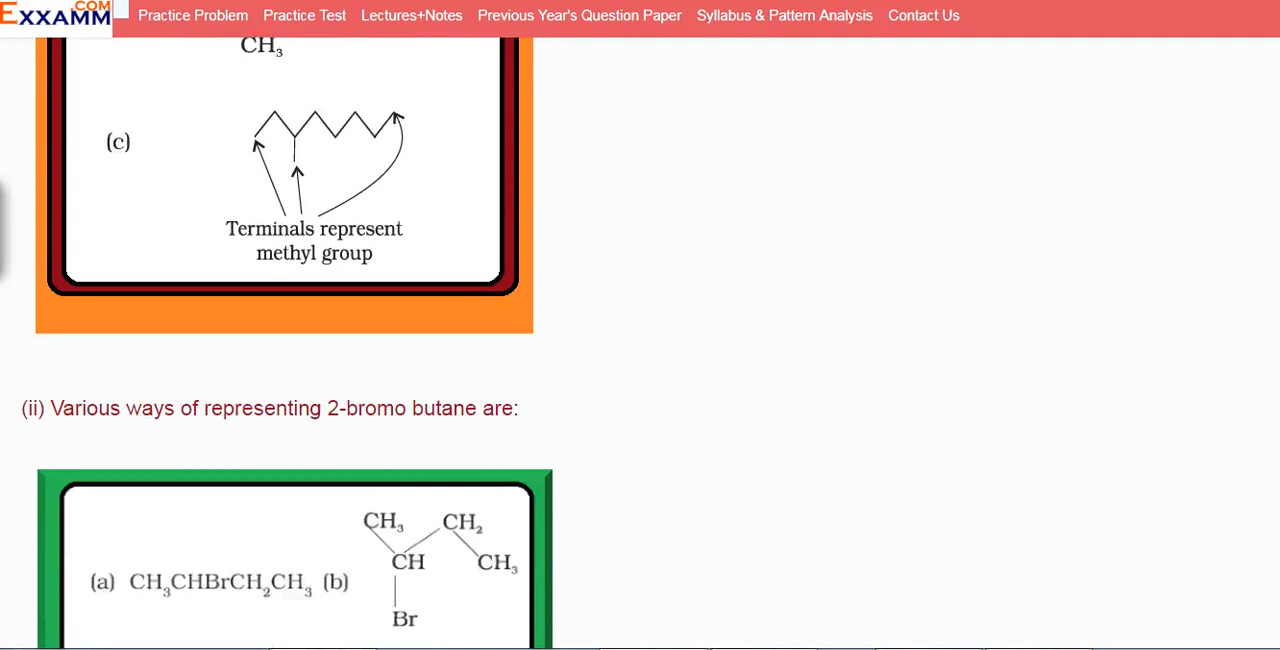 EXXAMM.COM
Practice Problem Practice Test Lectures+Notes Previous Year's Question Paper Syllabus & Pattern Analysis Contact Us
CH₃
(c)
Terminals represent
methyl group
(ii) Various ways of representing 2-bromo butane are:
CH₃ CH₂
CH CH₃
(a) CH₃CHBrCH₂CH₃ (b)
Br